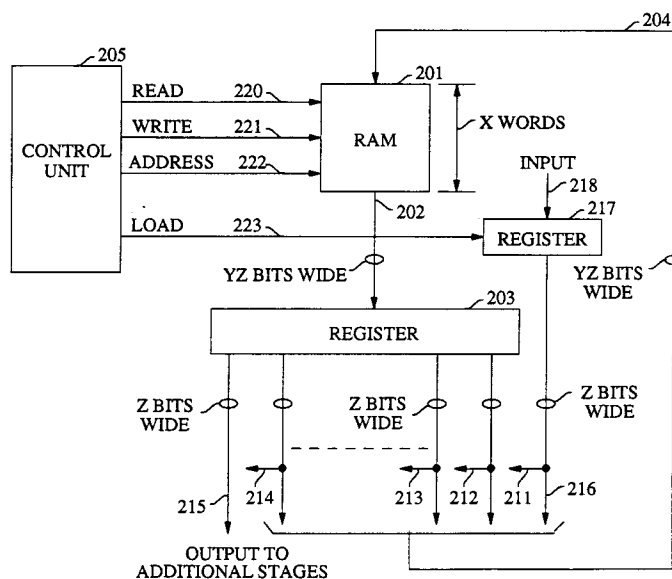 204
205
201
READ 220
WRITE 221
ADDRESS 222
CONTROL
UNIT
RAM
X WORDS
INPUT
218
217
202
LOAD 223
REGISTER
YZ BITS WIDE
YZ BITS
WIDE
203
REGISTER
Z BITS
WIDE
Z BITS
WIDE
Z BITS
WIDE
215
214
213
212
211
216
OUTPUT TO
ADDITIONAL STAGES